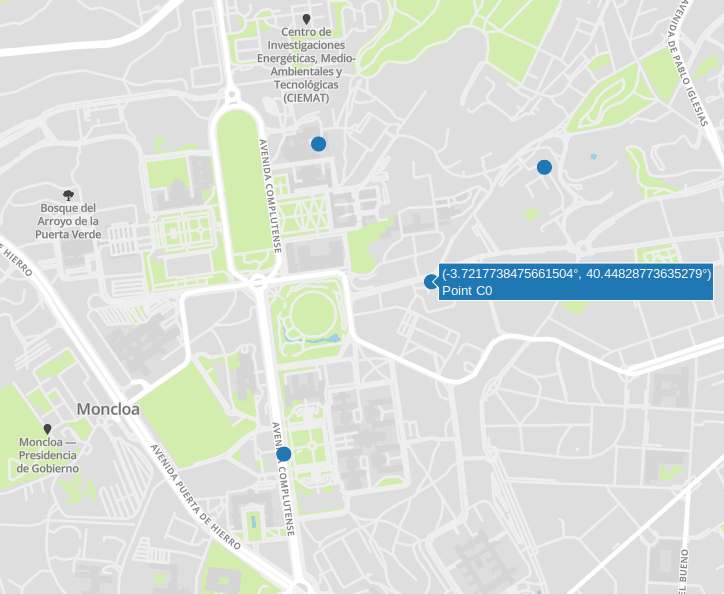 Centro de
Investigaciones
Energéticas, Medio-
Ambientales y
Tecnológicas
(CIEMAT)
AVENIDA DE PABLO IGLESIAS
AVENIDA COMPLUTENSE
Bosque del
Arroyo de la
Puerta Verde
E HIERRO
(-3.7217738475661504°, 40.44828773635279°)
Point C0
Moncloa
Moncloa —
Presidencia
de Gobierno
AVENIDA PUERTA DE HIERRO
AVENIDA COMPLUTENSE
EL BUENO